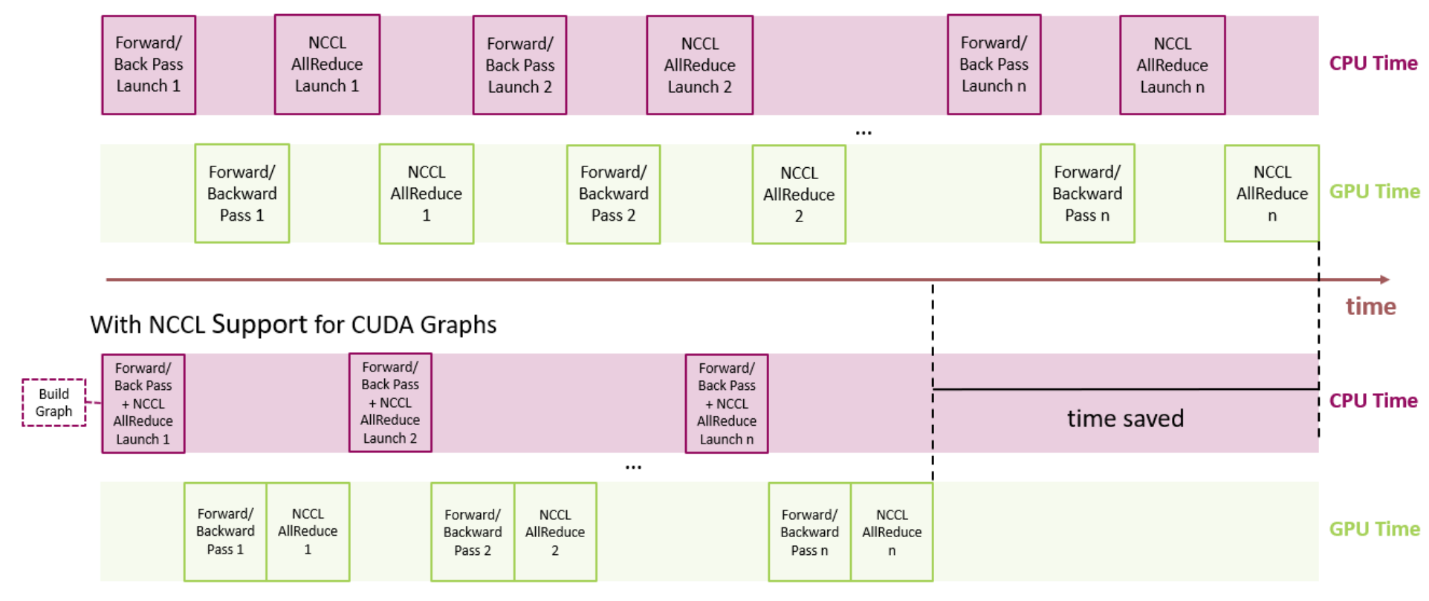 Forward/
Back Pass
Launch 1
NCCL
AllReduce
Launch 1
Forward/
Back Pass
Launch 2
NCCL
AllReduce
Launch 2
Forward/
Back Pass
Launch n
NCCL
AllReduce
Launch n
CPU Time
...
Forward/
Backward
Pass 1
NCCL
AllReduce
1
Forward/
Backward
Pass 2
NCCL
AllReduce
2
Forward/
Backward
Pass n
NCCL
AllReduce
n
GPU Time
time
With NCCL Support for CUDA Graphs
Build
Graph
Forward/
Back Pass
+ NCCL
AllReduce
Launch 1
Forward/
Back Pass
+ NCCL
AllReduce
Launch 2
Forward/
Back Pass
+ NCCL
AllReduce
Launch n
time saved
CPU Time
...
Forward/
Backward
Pass 1
NCCL
AllReduce
1
Forward/
Backward
Pass 2
NCCL
AllReduce
2
Forward/
Backward
Pass n
NCCL
AllReduce
n
GPU Time